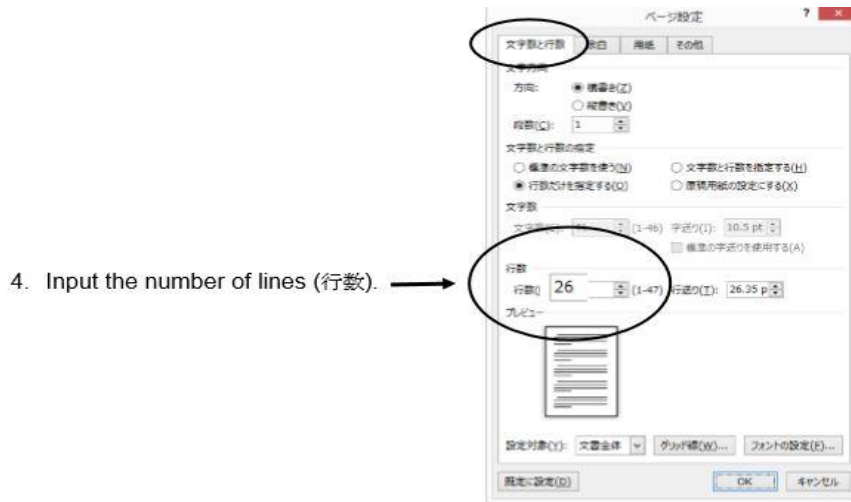 ページ設定
? ×
文字数と行数 余白 用紙 その他
文字方向
方向: 横書き(Z)
縦書き(V)
段数(C): 1
文字数と行数の指定
標準の文字数を使う(N) 文字数と行数を指定する(H)
行数だけを指定する(O) 原稿用紙の設定にする(X)
文字数
(1-46) 字送り(I): 10.5 pt
標準の字送りを使用する(A)
行数
4. Input the number of lines (行数).
行数( 26 (1-47) 行送り(T): 26.35 p
プレビュー
設定対象(Y): 文書全体 グリッド線(W)... フォントの設定(F)...
既定に設定(D) OK キャンセル